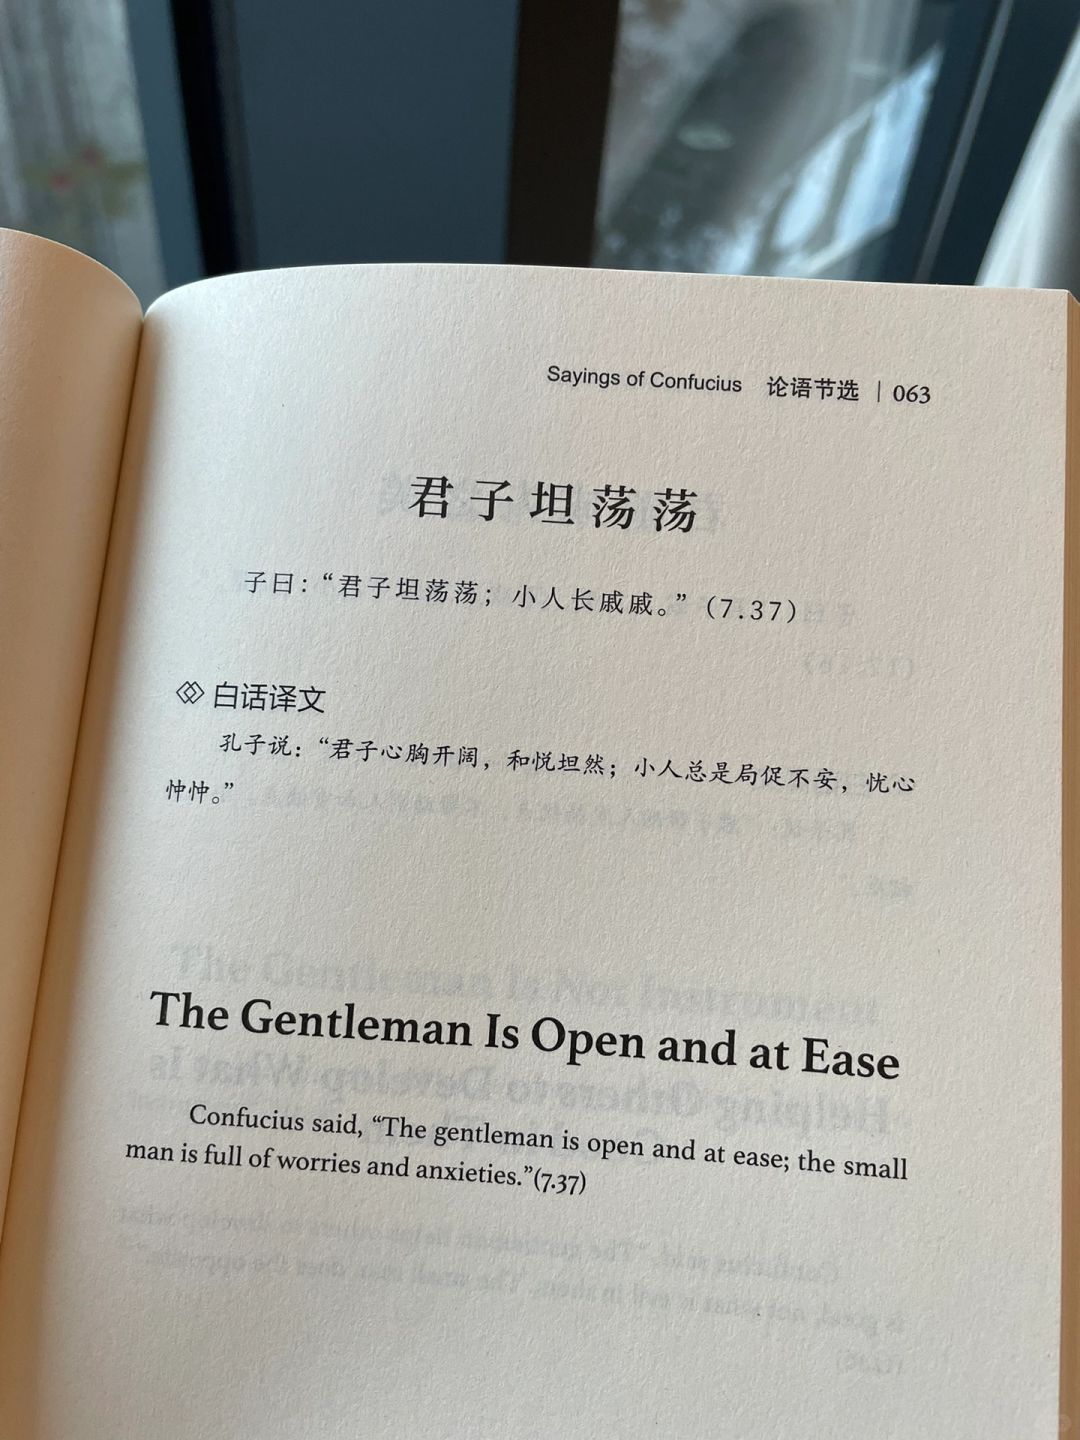 Sayings of Confucius 论语节选 | 063
君子坦荡荡
子曰：“君子坦荡荡；小人长戚戚。”（7.37）
白话译文
孔子说：“君子心胸开阔，和悦坦然；小人总是局促不安，忧心
忡忡。”
The Gentleman Is Open and at Ease
Confucius said, “The gentleman is open and at ease; the small
man is full of worries and anxieties.”(7.37)